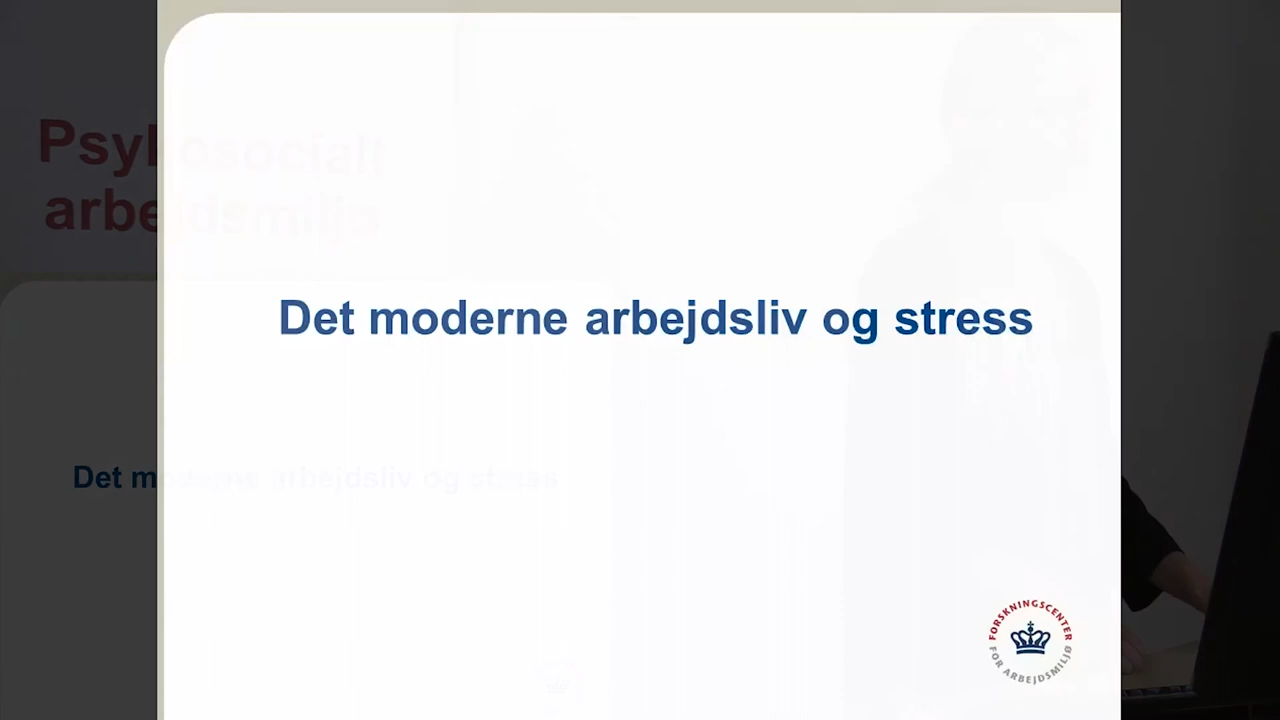 Psykosocialt
arbejdsmiljø
Det moderne arbejdsliv og stress
Det moderne arbejdsliv og stress
FORSKNINGSCENTER
FOR ARBEJDSMILJØ